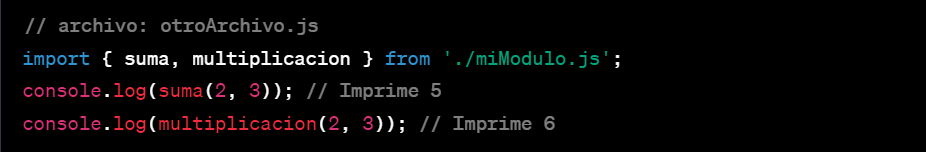 // archivo: otroArchivo.js
import { suma, multiplicacion } from './miModulo.js';
console.log(suma(2, 3)); // Imprime 5
console.log(multiplicacion(2, 3)); // Imprime 6